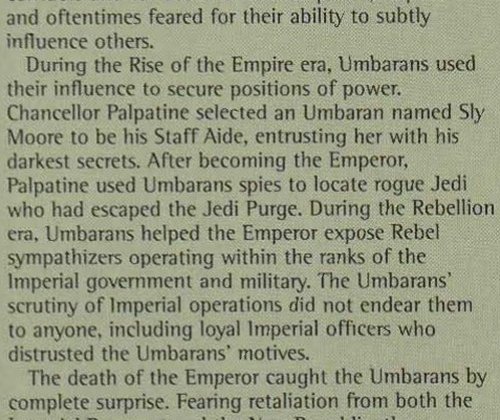 and oftentimes feared for their ability to subtly
influence others.
During the Rise of the Empire era, Umbarans used
their influence to secure positions of power.
Chancellor Palpatine selected an Umbaran named Sly
Moore to be his Staff Aide, entrusting her with his
darkest secrets. After becoming the Emperor,
Palpatine used Umbarans spies to locate rogue Jedi
who had escaped the Jedi Purge. During the Rebellion
era, Umbarans helped the Emperor expose Rebel
sympathizers operating within the ranks of the
Imperial government and military. The Umbarans'
scrutiny of Imperial operations did not endear them
to anyone, including loyal Imperial officers who
distrusted the Umbarans' motives.
The death of the Emperor caught the Umbarans by
complete surprise. Fearing retaliation from both the